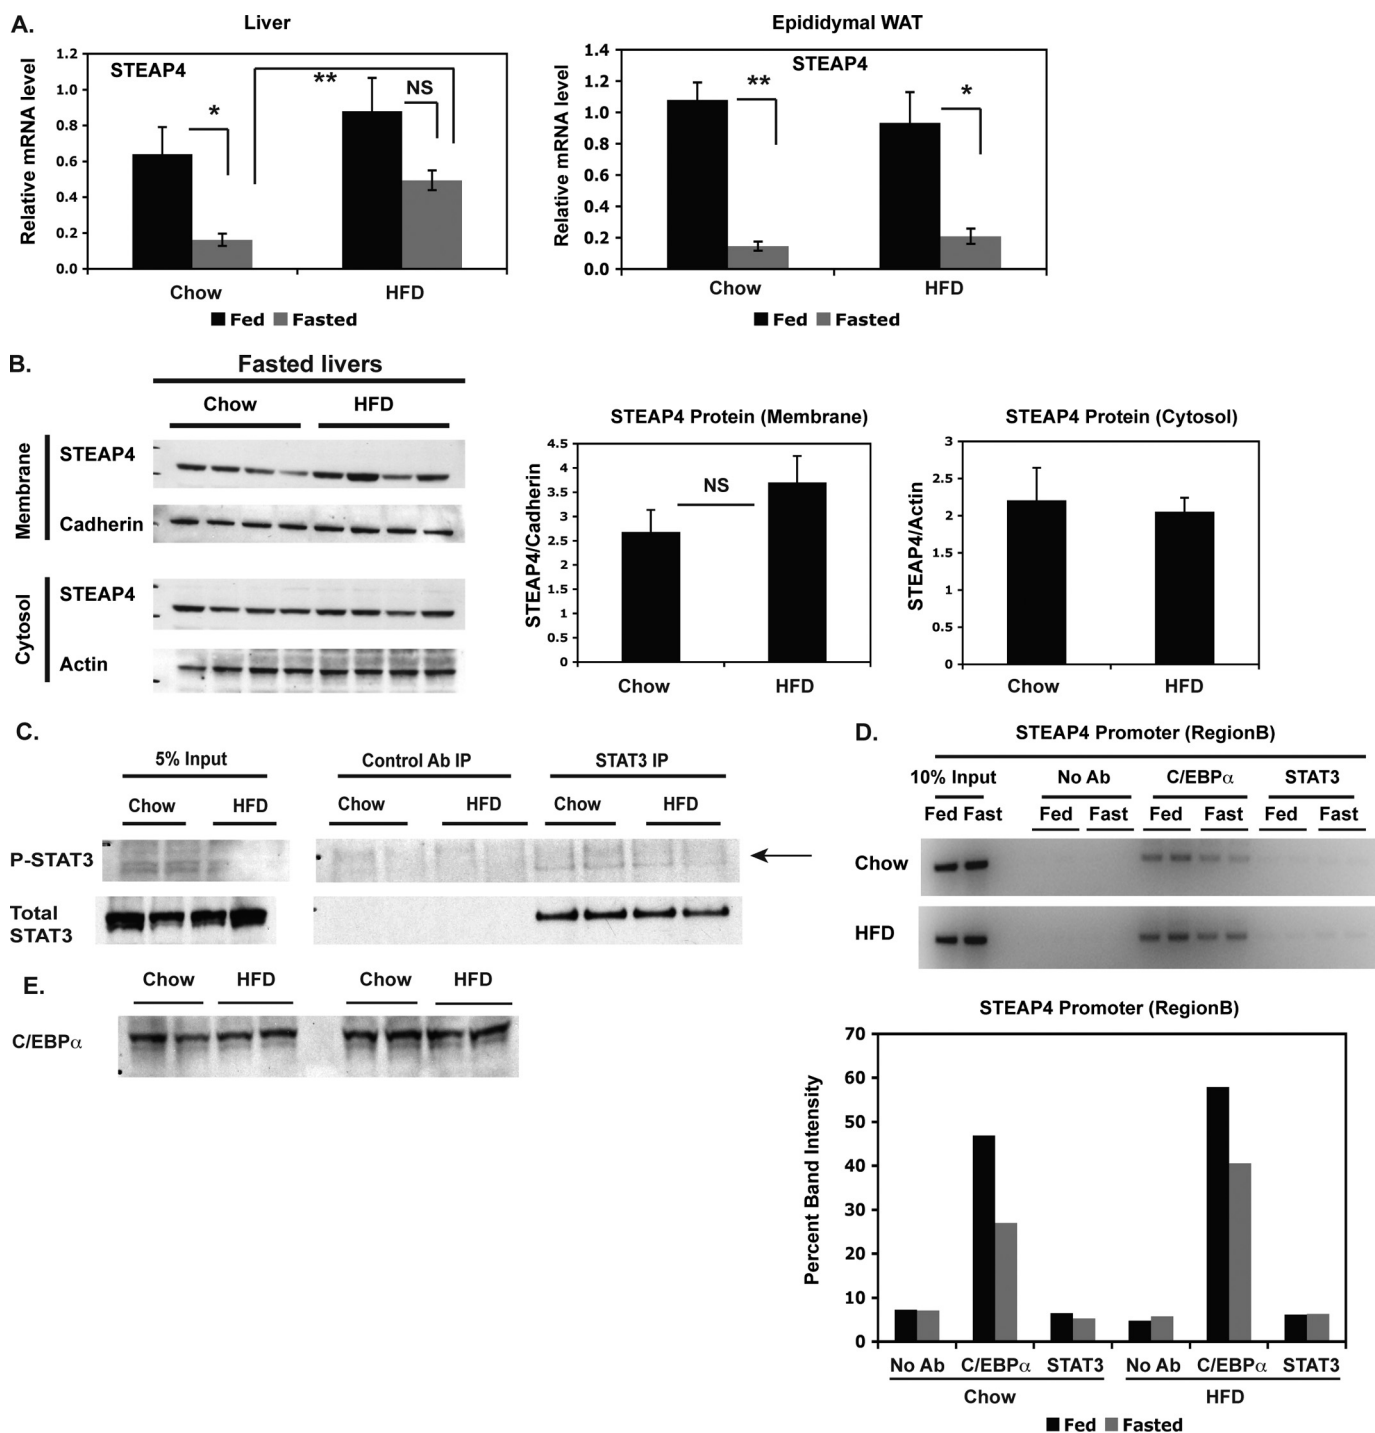 A.
Liver
Epididymal WAT
Relative mRNA level
1.2
1.0
0.8
0.6
0.4
0.2
0.0
STEAP4
*
**
NS
Chow
HFD
Fed
Fasted
Relative mRNA level
1.4
1.2
1.0
0.8
0.6
0.4
0.2
0.0
STEAP4
**
*
Chow
HFD
Fed
Fasted
B.
Fasted livers
Chow
HFD
Membrane
STEAP4
Cadherin
Cytosol
STEAP4
Actin
STEAP4 Protein (Membrane)
STEAP4/Cadherin
4.5
4
3.5
3
2.5
2
1.5
1
0.5
0
NS
Chow
HFD
STEAP4 Protein (Cytosol)
STEAP4/Actin
3
2.5
2
1.5
1
0.5
0
Chow
HFD
C.
5% Input
Control Ab IP
STAT3 IP
Chow
HFD
Chow
HFD
Chow
HFD
P-STAT3
Total
STAT3
D.
STEAP4 Promoter (RegionB)
10% Input
No Ab
C/EBPα
STAT3
Fed Fast
Fed
Fast
Fed
Fast
Fed
Fast
Chow
HFD
E.
Chow
HFD
Chow
HFD
C/EBPα
STEAP4 Promoter (RegionB)
Percent Band Intensity
70
60
50
40
30
20
10
0
No Ab
C/EBPα
STAT3
No Ab
C/EBPα
STAT3
Chow
HFD
Fed
Fasted